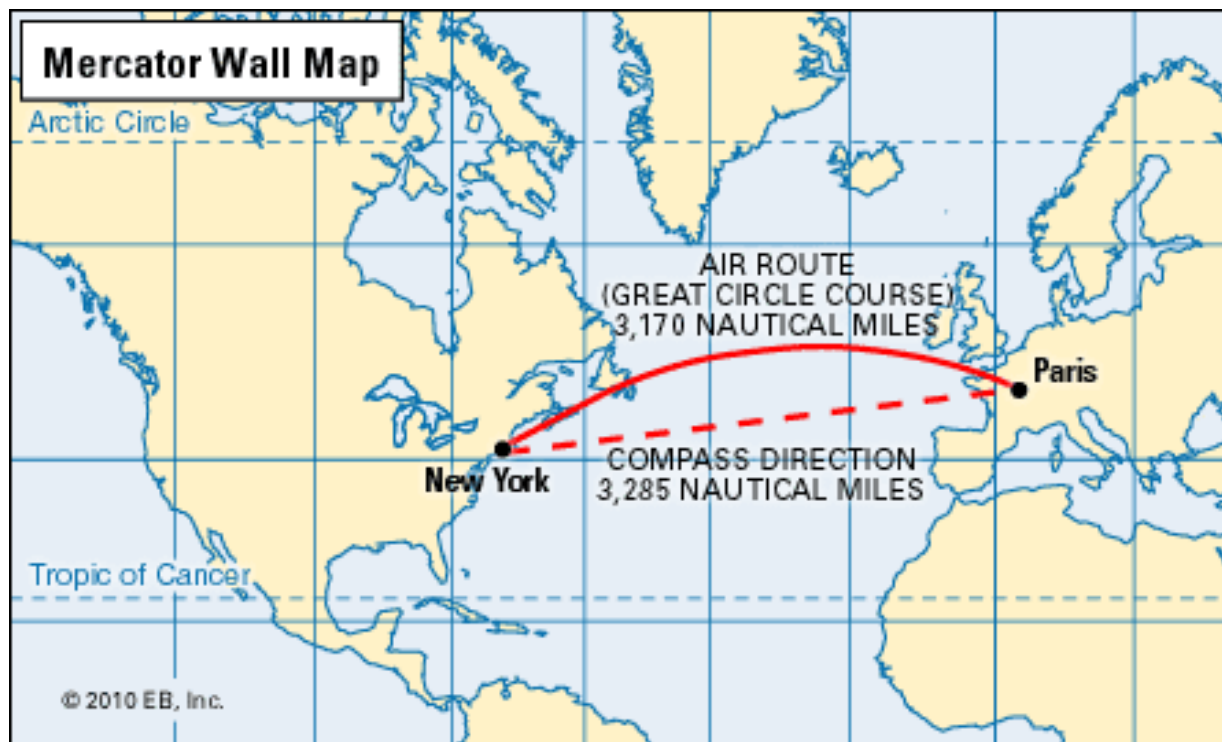 Mercator Wall Map
Arctic Circle
AIR ROUTE
(GREAT CIRCLE COURSE)
3,170 NAUTICAL MILES
Paris
COMPASS DIRECTION
3,285 NAUTICAL MILES
New York
Tropic of Cancer
© 2010 EB, Inc.